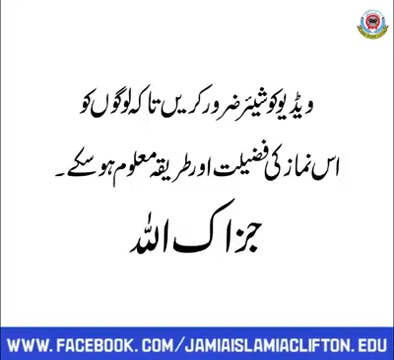 ویڈیو کو شیئر ضرور کریں تاکہ لوگوں کو
اس نماز کی فضیلت اور طریقہ معلوم ہو سکے۔
جزاک اللہ
WWW.FACEBOOK.COM/JAMIAISLAMIACLIFTON.EDU